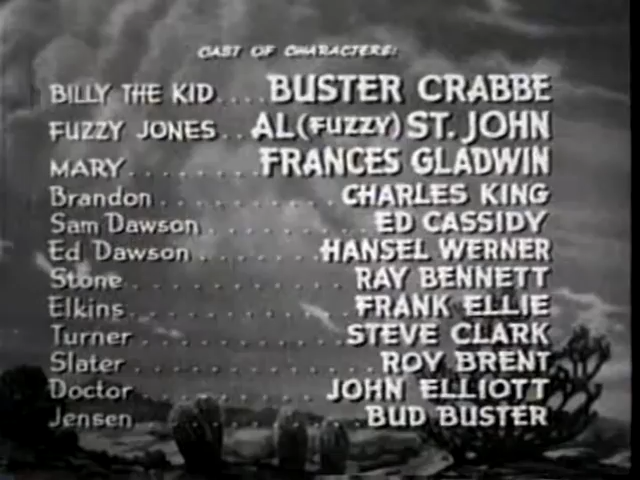 CAST OF CHARACTERS:
BILLY THE KID .... BUSTER CRABBE
FUZZY JONES ... AL (FUZZY) ST. JOHN
MARY ........ FRANCES GLADWIN
Brandon .......... CHARLES KING
Sam Dawson .......... ED CASSIDY
Ed Dawson ....... HANSEL WERNER
Stone ............ RAY BENNETT
Elkins ............ FRANK ELLIE
Turner ............ STEVE CLARK
Slater ............. ROY BRENT
Doctor .......... JOHN ELLIOTT
Jensen ............ BUD BUSTER